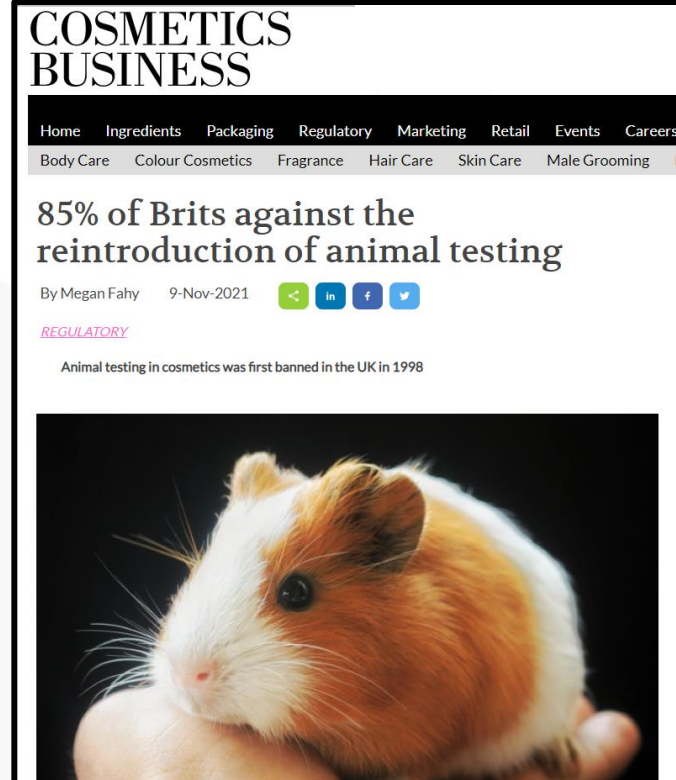 COSMETICS
BUSINESS
Home Ingredients Packaging Regulatory Marketing Retail Events Careers
Body Care Colour Cosmetics Fragrance Hair Care Skin Care Male Grooming
85% of Brits against the
reintroduction of animal testing
By Megan Fahy 9-Nov-2021
REGULATORY
Animal testing in cosmetics was first banned in the UK in 1998